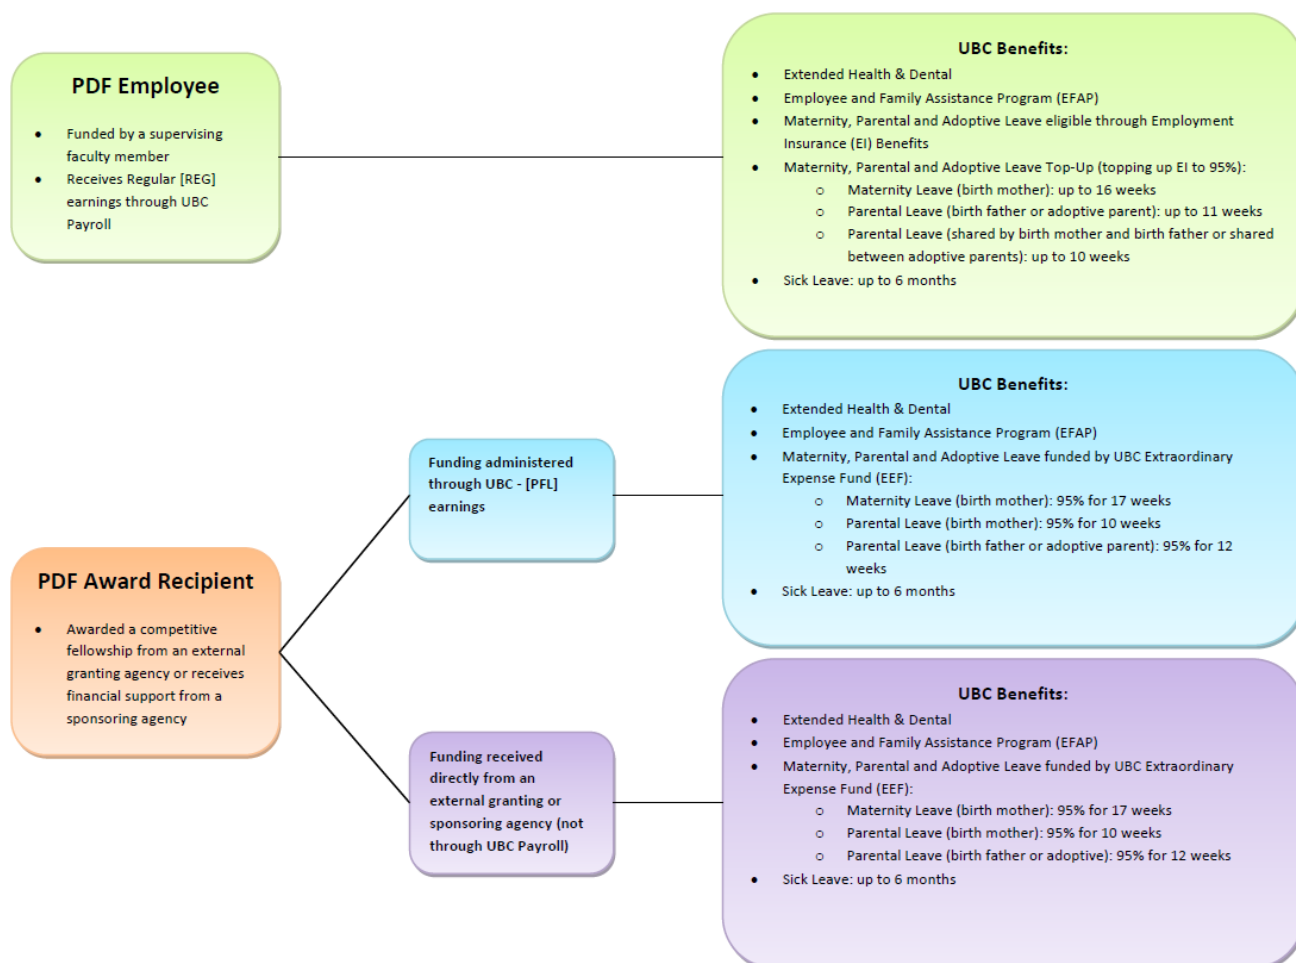 PDF Employee
• Funded by a supervising
faculty member
• Receives Regular [REG]
earnings through UBC
Payroll
UBC Benefits:
• Extended Health & Dental
• Employee and Family Assistance Program (EFAP)
• Maternity, Parental and Adoptive Leave eligible through Employment
Insurance (EI) Benefits
• Maternity, Parental and Adoptive Leave Top-Up (topping up EI to 95%):
o Maternity Leave (birth mother): up to 16 weeks
o Parental Leave (birth father or adoptive parent): up to 11 weeks
o Parental Leave (shared by birth mother and birth father or shared
between adoptive parents): up to 10 weeks
• Sick Leave: up to 6 months
PDF Award Recipient
• Awarded a competitive
fellowship from an external
granting agency or receives
financial support from a
sponsoring agency
Funding administered
through UBC - [PFL]
earnings
UBC Benefits:
• Extended Health & Dental
• Employee and Family Assistance Program (EFAP)
• Maternity, Parental and Adoptive Leave funded by UBC Extraordinary
Expense Fund (EEF):
o Maternity Leave (birth mother): 95% for 17 weeks
o Parental Leave (birth mother): 95% for 10 weeks
o Parental Leave (birth father or adoptive parent): 95% for 12
weeks
• Sick Leave: up to 6 months
Funding received
directly from an
external granting or
sponsoring agency (not
through UBC Payroll)
UBC Benefits:
• Extended Health & Dental
• Employee and Family Assistance Program (EFAP)
• Maternity, Parental and Adoptive Leave funded by UBC Extraordinary
Expense Fund (EEF):
o Maternity Leave (birth mother): 95% for 17 weeks
o Parental Leave (birth mother): 95% for 10 weeks
o Parental Leave (birth father or adoptive): 95% for 12 weeks
• Sick Leave: up to 6 months